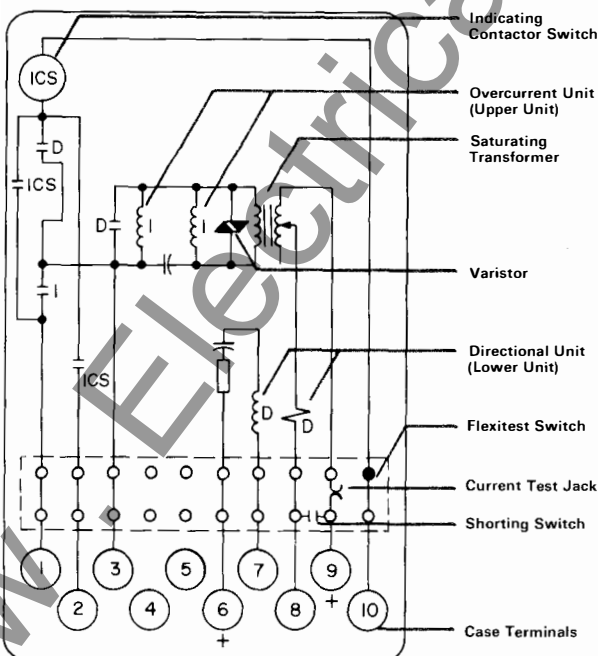 Indicating
Contactor Switch
ICS
Overcurrent Unit
(Upper Unit)
Saturating
Transformer
D
ICS
D
I
I
Varistor
I
ICS
Directional Unit
(Lower Unit)
D
D
Flexitest Switch
Current Test Jack
Shorting Switch
1
3
5
7
9
+
2
4
6
8
10
+
Case Terminals
w.Electrica